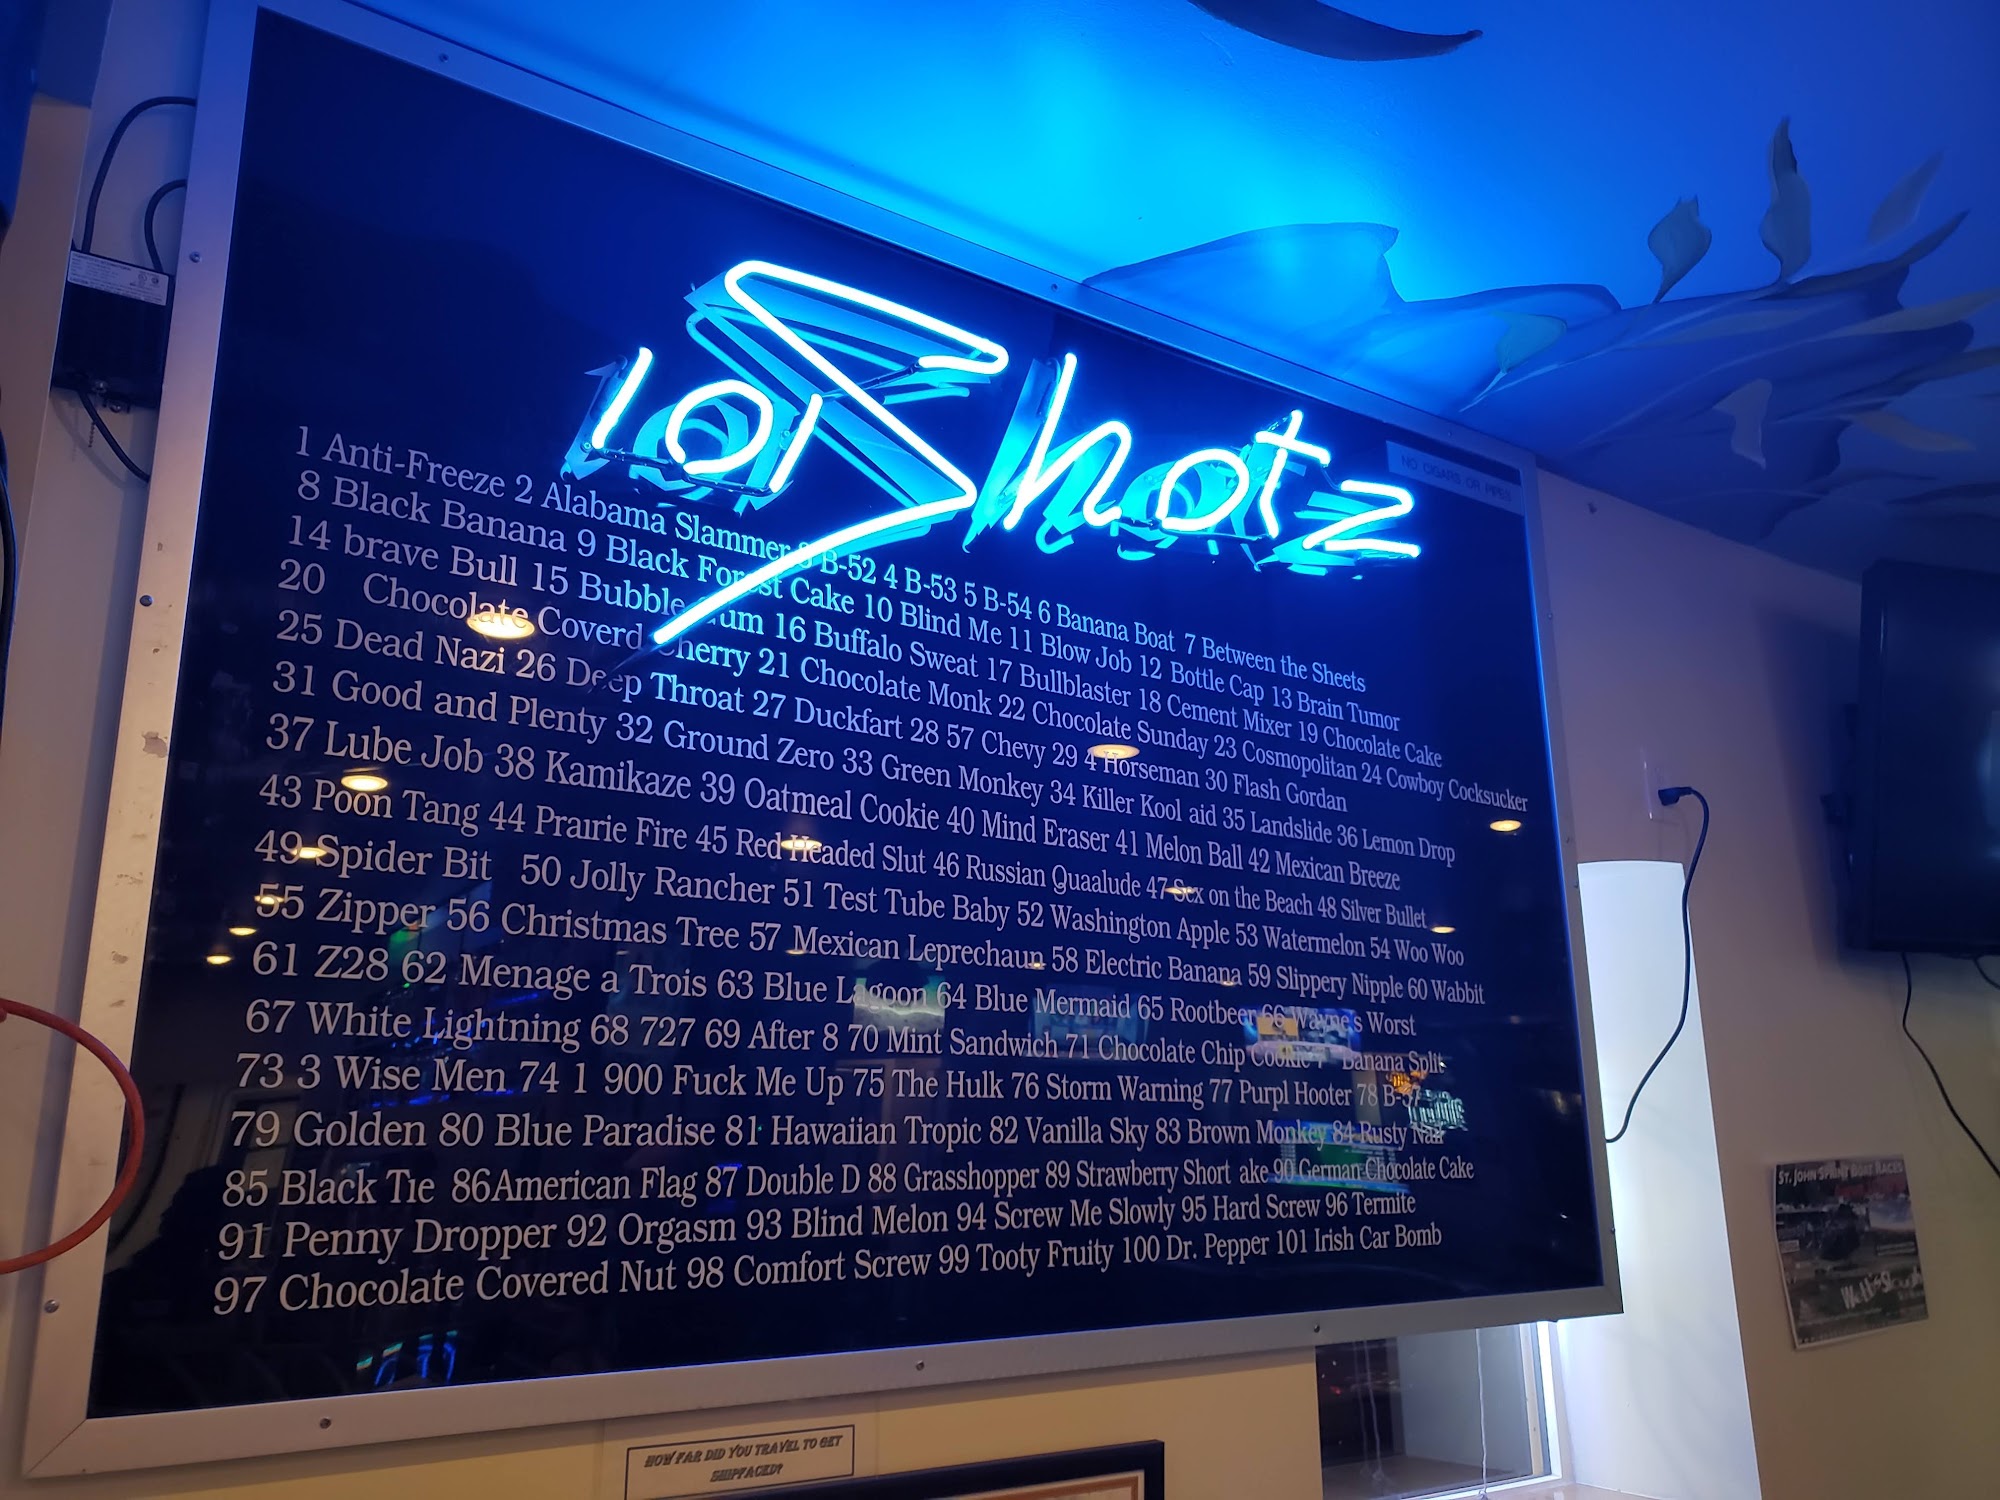 101 Shotz
NO CIGARS OR PIPES
1 Anti-Freeze 2 Alabama Slammer 3 B-52 4 B-53 5 B-54 6 Banana Boat 7 Between the Sheets
8 Black Banana 9 Black Forest Cake 10 Blind Me 11 Blow Job 12 Bottle Cap 13 Brain Tumor
14 brave Bull 15 Bubble Gum 16 Buffalo Sweat 17 Bullblaster 18 Cement Mixer 19 Chocolate Cake
20 Chocolate Coverd Cherry 21 Chocolate Monk 22 Chocolate Sunday 23 Cosmopolitan 24 Cowboy Cocksucker
25 Dead Nazi 26 Deep Throat 27 Duckfart 28 57 Chevy 29 4 Horseman 30 Flash Gordan
31 Good and Plenty 32 Ground Zero 33 Green Monkey 34 Killer Kool aid 35 Landslide 36 Lemon Drop
37 Lube Job 38 Kamikaze 39 Oatmeal Cookie 40 Mind Eraser 41 Melon Ball 42 Mexican Breeze
43 Poon Tang 44 Prairie Fire 45 Red Headed Slut 46 Russian Quaalude 47 Sex on the Beach 48 Silver Bullet
49 Spider Bit 50 Jolly Rancher 51 Test Tube Baby 52 Washington Apple 53 Watermelon 54 Woo Woo
55 Zipper 56 Christmas Tree 57 Mexican Leprechaun 58 Electric Banana 59 Slippery Nipple 60 Wabbit
61 Z28 62 Menage a Trois 63 Blue Lagoon 64 Blue Mermaid 65 Rootbeer 66 Wayne's Worst
67 White Lightning 68 727 69 After 8 70 Mint Sandwich 71 Chocolate Chip Cookie 7 Banana Split
73 3 Wise Men 74 1 900 Fuck Me Up 75 The Hulk 76 Storm Warning 77 Purpl Hooter 78 B-57
79 Golden 80 Blue Paradise 81 Hawaiian Tropic 82 Vanilla Sky 83 Brown Monkey 84 Rusty Nail
85 Black Tie 86American Flag 87 Double D 88 Grasshopper 89 Strawberry Short ake 90 German Chocolate Cake
91 Penny Dropper 92 Orgasm 93 Blind Melon 94 Screw Me Slowly 95 Hard Screw 96 Termite
97 Chocolate Covered Nut 98 Comfort Screw 99 Tooty Fruity 100 Dr. Pepper 101 Irish Car Bomb
ST. JOHN SPRINT BOAT RACES
HOW FAR DID YOU TRAVEL TO GET
SHIPFACED?